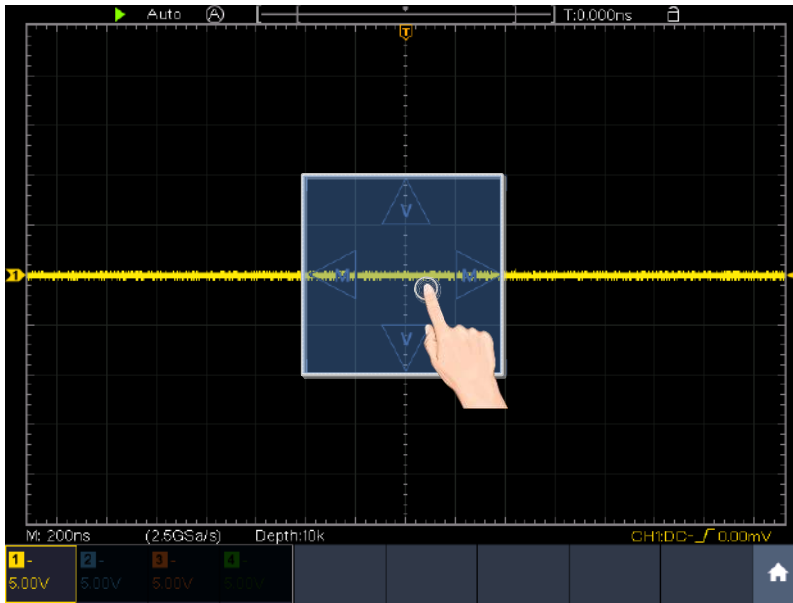 Auto A T:0.000ns
T
V
1 M M
V
M: 200ns (2.5GSa/s) Depth:10k CH1:DC- 0.00mV
1 - 2 - 3 - 4 -
5.00V 5.00V 5.00V 5.00V